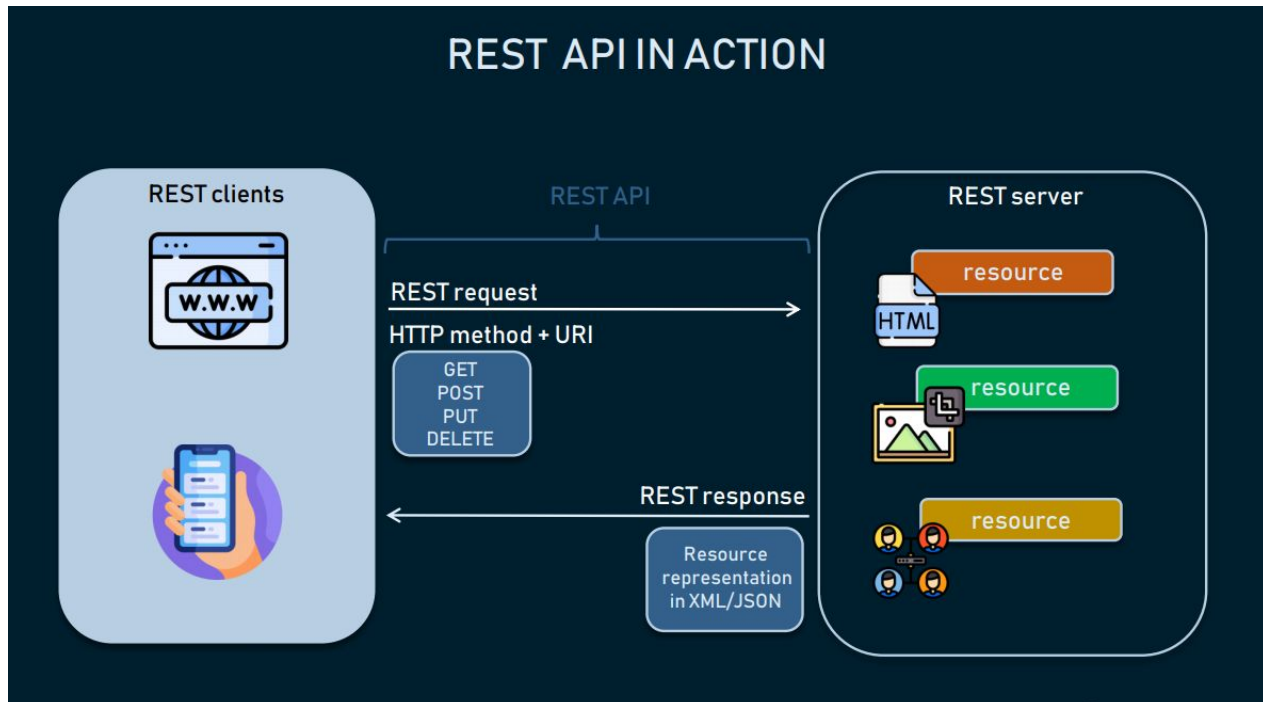 REST API IN ACTION
REST clients
W.W.W
REST API
REST request
HTTP method + URI
GET
POST
PUT
DELETE
REST response
Resource
representation
in XML/JSON
REST server
resource
HTML
resource
resource